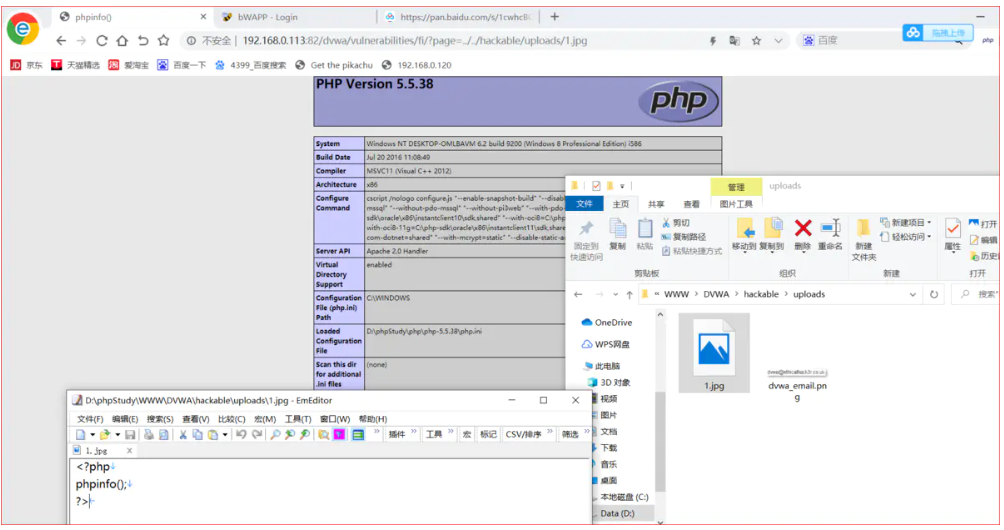 phpinfo()
bWAPP - Login
https://pan.baidu.com/s/1cwhcl
不安全
192.168.0.113:82/dvwa/vulnerabilities/fi/?page=../../hackable/uploads/1.jpg
百度
拖拽上传
php
京东
天猫精选
爱淘宝
百度一下
4399_百度搜索
Get the pikachu
192.168.0.120
PHP Version 5.5.38
php
System
Windows NT DESKTOP-OMLBAVM 6.2 build 9200 (Windows 8 Professional Edition) i586
Build Date
Jul 20 2016 11:08:49
Compiler
MSVC11 (Visual C++ 2012)
Architecture
x86
Configure
Command
cscript /nologo configure.js "--enable-snapshot-build"
mssql" "--without-pdo-mssql" "--without-pi3web"
sdk\oracle\x86\instantclient10\sdk,shared"
with-oci8-11g=C:\php-sdk\oracle\x86\instantclient11\sdk,
com-dotnet=shared" "--with-mcrypt=static"
Server API
Apache 2.0 Handler
Virtual
Directory
Support
enabled
Configuration
File (php.ini)
Path
C:\WINDOWS
Loaded
Configuration
File
D:\phpStudy\php\php-5.5.38\php.ini
Scan this dir
for additional
.ini files
(none)
管理
uploads
文件
主页
共享
查看
图片工具
固定到
快速访问
复制
粘贴
剪切
复制路径
粘贴快捷方式
剪贴板
移动到
复制到
删除
重命名
组织
新建
文件夹
新建项目
轻松访问
新建
属性
打开
编辑
历史
打开
WWW > DVWA > hackable > uploads
搜索
OneDrive
WPS网盘
此电脑
3D 对象
视频
图片
文档
下载
音乐
桌面
本地磁盘 (C:)
Data (D:)
1.jpg
dvwa_email.pn
g
D:\phpStudy\WWW\DVWA\hackable\uploads\1.jpg - EmEditor
文件(F) 编辑(E) 搜索(S) 查看(V) 比较(C) 宏(M) 工具(T) 窗口(W) 帮助(H)
插件
工具
宏
标记
CSV/排序
筛选
1.jpg
<?php
phpinfo();
?>